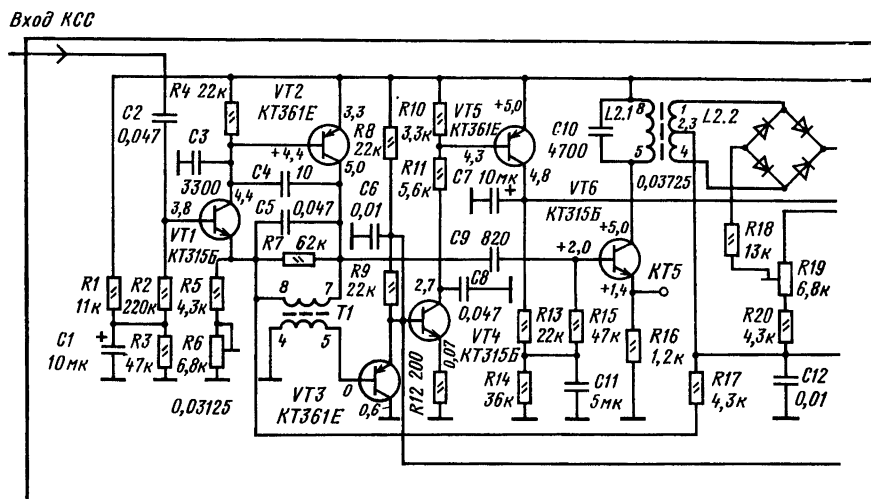 Вход КСС
R4 22к
VT2
КТ361Е
3,3
R10
3,3к
VT5
КТ361Е
+5,0
C10
4700
L2.1
8
5
1
2,3
4
L2.2
0,03725
C2
0,047
C3
3300
+4,4
4,4
C4
10
5,0
R8
22к
R11
5,6к
4,3
C7
10мк
+
4,8
VT6
КТ315Б
3,8
VT1
КТ315Б
C5
0,047
C6
0,01
R7
62к
C9
820
+5,0
+2,0
+1,4
КТ5
R18
13к
R19
6,8к
R1
11к
R2
220к
R5
4,3к
8
7
T1
4
5
R9
22к
2,7
C8
0,047
VT4
КТ315Б
R13
22к
R15
47к
R16
1,2к
R20
4,3к
C1
10мк
+
R3
47к
R6
6,8к
0,03125
VT3
КТ361Е
0
0,6
R12 200
0,07
R14
36к
C11
5мк
R17
4,3к
C12
0,01